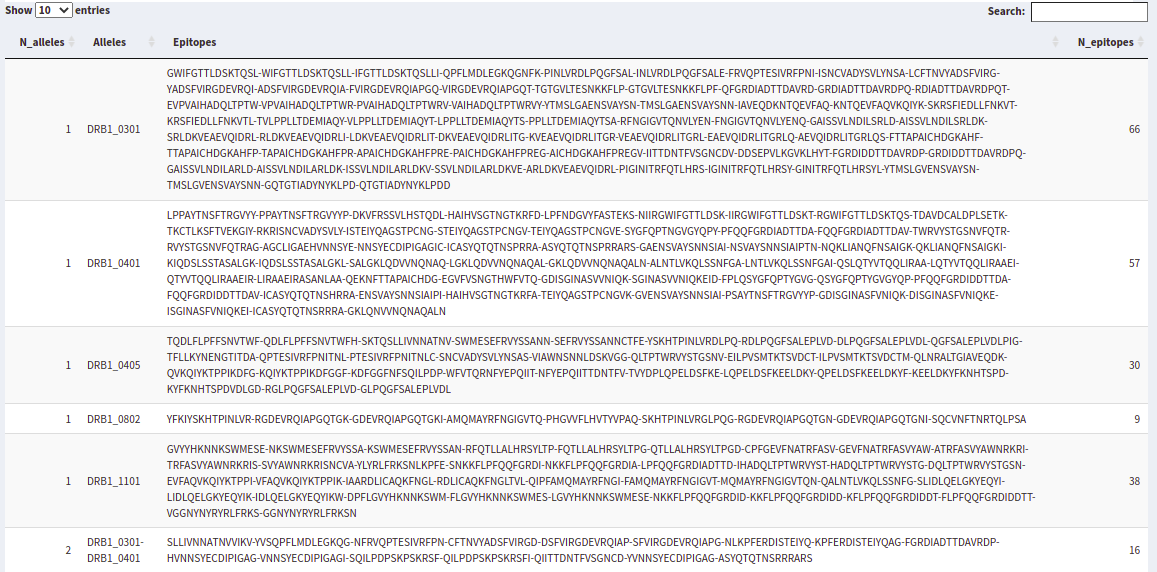 Show 10 entries
Search:
N_alleles Alleles Epitopes N_epitopes
GWIFGTTLDSKTQSL-WIFGTTLDSKTQSLL-IFGTTLDSKTQSLLI-QPFLMDLEGKQGNFK-PINLVRDLPQGFSAL-INLVRDLPQGFSALE-FRVQPTESIVRFPNI-ISNCVADYSVLYNSA-LCFTNVYADSFVIRG-
YADSFVIRGDEVRQI-ADSFVIRGDEVRQIA-FVIRGDEVRQIAPGQ-VIRGDEVRQIAPGQT-TGTGVLTESNKKFLP-GTGVLTESNKKFLPF-QFGRDIADTTDAVRD-GRDIADTTDAVRDPQ-RDIADTTDAVRDPQT-
EVPVAIHADQLTPTW-VPVAIHADQLTPTWR-PVAIHADQLTPTWRV-VAIHADQLTPTWRVY-YTMSLGAENSVAYSN-TMSLGAENSVAYSNN-IAVEQDKNTQEVFAQ-KNTQEVFAQVKQIYK-SKRSFIEDLLFNKVT-
1 DRB1_0301 KRSFIEDLLFNKVTL-TVLPPLLTDEMIAQY-VLPPLLTDEMIAQYT-LPPLLTDEMIAQYTS-PPLLTDEMIAQYTSA-RFNGIGVTQNVLYEN-FNGIGVTQNVLYENQ-GAISSVLNDILSRLD-AISSVLNDILSRLDK- 66
SRLDKVEAEVQIDRL-RLDKVEAEVQIDRLI-LDKVEAEVQIDRLIT-DKVEAEVQIDRLITG-KVEAEVQIDRLITGR-VEAEVQIDRLITGRL-EAEVQIDRLITGRLQ-AEVQIDRLITGRLQS-FTTAPAICHDGKAHF-
TTAPAICHDGKAHFP-TAPAICHDGKAHFPR-APAICHDGKAHFPRE-PAICHDGKAHFPREG-AICHDGKAHFPREGV-IITTDNTFVSGNCDV-DDSEPVLKGVKLHYT-FGRDIDDTTDAVRDP-GRDIDDTTDAVRDPQ-
GAISSVLNDILARLD-AISSVLNDILARLDK-ISSVLNDILARLDKV-SSVLNDILARLDKVE-ARLDKVEAEVQIDRL-PIGINITRFQTLHRS-IGINITRFQTLHRSY-GINITRFQTLHRSYL-YTMSLGVENSVAYSN-
TMSLGVENSVAYSNN-GQTGTIADYNYKLPD-QTGTIADYNYKLPDD
LPPAYTNSFTRGVYY-PPAYTNSFTRGVYYP-DKVFRSSVLHSTQDL-HAIHVSGTNGTKRFD-LPFNDGVYFASTEKS-NIIRGWIFGTTLDSK-IIRGWIFGTTLDSKT-RGWIFGTTLDSKTQS-TDAVDCALDPLSETK-
TKCTLKSFTVEKGIY-RKRISNCVADYSVLY-ISTEIYQAGSTPCNG-STEIYQAGSTPCNGV-TEIYQAGSTPCNGVE-SYGFQPTNGVGYQPY-PFQQFGRDIADTTDA-FQQFGRDIADTTDAV-TWRVYSTGSNVFQTR-
RVYSTGSNVFQTRAG-AGCLIGAEHVNNSYE-NNSYECDIPIGAGIC-ICASYQTQTNSPRRA-ASYQTQTNSPRRARS-GAENSVAYSNNSIAI-NSVAYSNNSIAIPTN-NQKLIANQFNSAIGK-QKLIANQFNSAIGKI-
1 DRB1_0401 KIQDSLSSTASALGK-IQDSLSSTASALGKL-SALGKLQDVVNQNAQ-LGKLQDVVNQNAQAL-GKLQDVVNQNAQALN-ALNTLVKQLSSNFGA-LNTLVKQLSSNFGAI-QSLQTYVTQQLIRAA-LQTYVTQQLIRAAEI- 57
QTYVTQQLIRAAEIR-LIRAAEIRASANLAA-QEKNFTTAPAICHDG-EGVFVSNGTHWFVTQ-GDISGINASVVNIQK-SGINASVVNIQKEID-FPLQSYGFQPTYGVG-QSYGFQPTYGVGYQP-PFQQFGRDIDDTTDA-
FQQFGRDIDDTTDAV-ICASYQTQTNSHRRA-ENSVAYSNNSIAIPI-HAIHVSGTNGTKRFA-TEIYQAGSTPCNGVK-GVENSVAYSNNSIAI-PSAYTNSFTRGVYYP-GDISGINASFVNIQK-DISGINASFVNIQKE-
ISGINASFVNIQKEI-ICASYQTQTNSRRRA-GKLQNVVNQNAQALN
TQDLFLPFFSNVTWF-QDLFLPFFSNVTWFH-SKTQSLLIVNNATNV-SWMESEFRVYSSANN-SEFRVYSSANNCTFE-YSKHTPINLVRDLPQ-RDLPQGFSALEPLVD-DLPQGFSALEPLVDL-QGFSALEPLVDLPIG-
TFLLKYNENGTITDA-QPTESIVRFPNITNL-PTESIVRFPNITNLC-SNCVADYSVLYNSAS-VIAWNSNNLDSKVGG-QLTPTWRVYSTGSNV-EILPVSMTKTSVDCT-ILPVSMTKTSVDCTM-QLNRALTGIAVEQDK-
1 DRB1_0405 QVKQIYKTPPIKDFG-KQIYKTPPIKDFGGF-KDFGGFNFSQILPDP-WFVTQRNFYEPQIIT-NFYEPQIITTDNTFV-TVYDPLQPELDSFKE-LQPELDSFKEELDKY-QPELDSFKEELDKYF-KEELDKYFKNHTSPD- 30
KYFKNHTSPDVDLGD-RGLPQGFSALEPLVD-GLPQGFSALEPLVDL
1 DRB1_0802 YFKIYSKHTPINLVR-RGDEVRQIAPGQTGK-GDEVRQIAPGQTGKI-AMQMAYRFNGIGVTQ-PHGVVFLHVTYVPAQ-SKHTPINLVRGLPQG-RGDEVRQIAPGQTGN-GDEVRQIAPGQTGNI-SQCVNFTNRTQLPSA 9
GVYYHKNNKSWMESE-NKSWMESEFRVYSSA-KSWMESEFRVYSSAN-RFQTLLALHRSYLTP-FQTLLALHRSYLTPG-QTLLALHRSYLTPGD-CPFGEVFNATRFASV-GEVFNATRFASVYAW-ATRFASVYAWNRKRI-
TRFASVYAWNRKRIS-SVYAWNRKRISNCVA-YLYRLFRKSNLKPFE-SNKKFLPFQQFGRDI-NKKFLPFQQFGRDIA-LPFQQFGRDIADTTD-IHADQLTPTWRVYST-HADQLTPTWRVYSTG-DQLTPTWRVYSTGSN-
1 DRB1_1101 EVFAQVKQIYKTPPI-VFAQVKQIYKTPPIK-IAARDLICAQKFNGL-RDLICAQKFNGLTVL-QIPFAMQMAYRFNGI-FAMQMAYRFNGIGVT-MQMAYRFNGIGVTQN-QALNTLVKQLSSNFG-SLIDLQELGKYEQYI- 38
LIDLQELGKYEQYIK-IDLQELGKYEQYIKW-DPFLGVYHKNNKSWM-FLGVYHKNNKSWMES-LGVYHKNNKSWMESE-NKKFLPFQQFGRDID-KKFLPFQQFGRDIDD-KFLPFQQFGRDIDDT-FLPFQQFGRDIDDTT-
VGGNYNYRYRLFRKS-GGNYNYRYRLFRKSN
2 DRB1_0301- SLLIVNNATNVVIKV-YVSQPFLMDLEGKQG-NFRVQPTESIVRFPN-CFTNVYADSFVIRGD-DSFVIRGDEVRQIAP-SFVIRGDEVRQIAPG-NLKPFERDISTEIYQ-KPFERDISTEIYQAG-FGRDIADTTDAVRDP- 16
DRB1_0401 HVNNSYECDIPIGAG-VNNSYECDIPIGAGI-SQILPDPSKPSKRSF-QILPDPSKPSKRSFI-QIITTDNTFVSGNCD-YVNNSYECDIPIGAG-ASYQTQTNSRRRARS